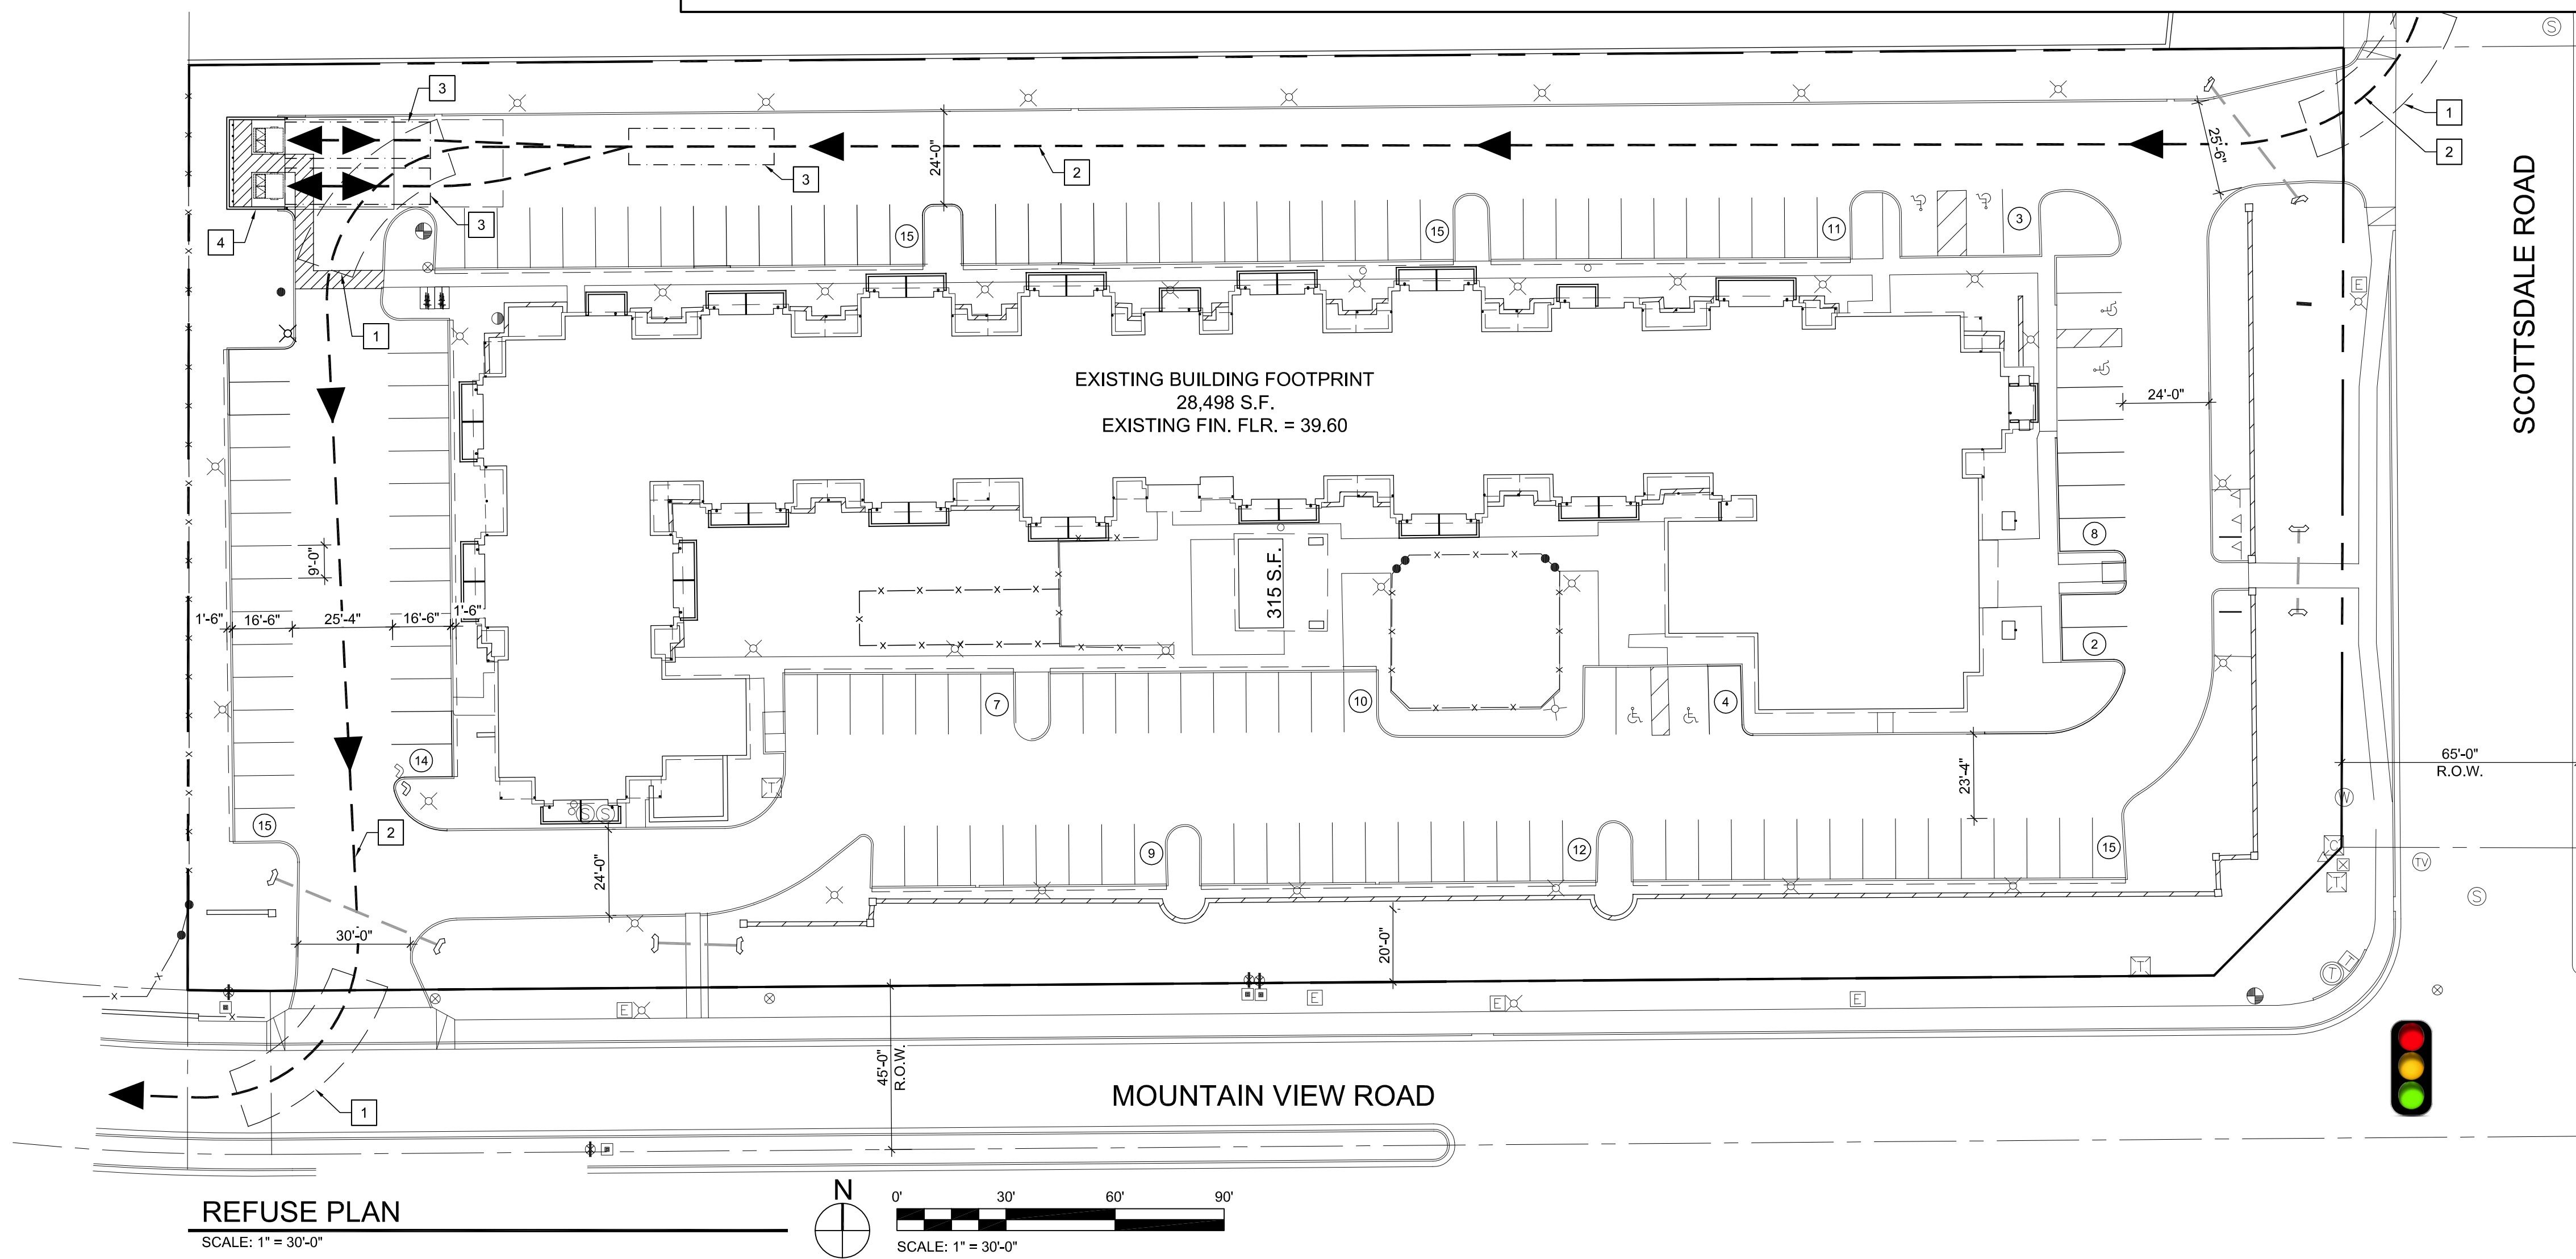 S
3
1
2
25'-6"
24'-0"
2
3
3
4
15
15
11
3
SCOTTSDALE ROAD
E
1
EXISTING BUILDING FOOTPRINT
28,498 S.F.
EXISTING FIN. FLR. = 39.60
24'-0"
9'-0"
8
315 S.F.
1'-6"
16'-6"
25'-4"
16'-6"
1'-6"
2
7
10
4
14
65'-0"
R.O.W.
23'-4"
T
W
S
S
15
2
24'-0"
9
12
15
C
TV
T
S
30'-0"
20'-0"
T
T
T
E
E
E
E
45'-0"
R.O.W.
1
MOUNTAIN VIEW ROAD
REFUSE PLAN
SCALE: 1" = 30'-0"
N
0'
30'
60'
90'
SCALE: 1" = 30'-0"